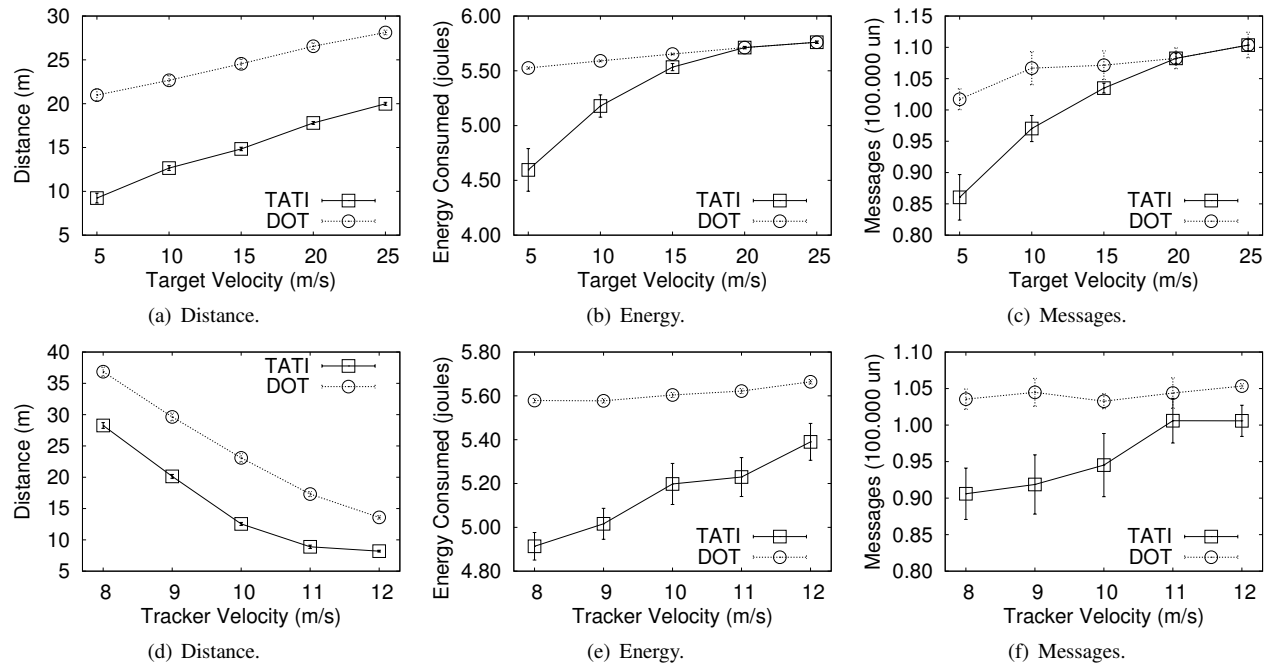 30
25
20
15
10
5
Distance (m)
TATI
DOT
5 10 15 20 25
Target Velocity (m/s)
(a) Distance.
6.00
5.50
5.00
4.50
4.00
Energy Consumed (joules)
TATI
DOT
5 10 15 20 25
Target Velocity (m/s)
(b) Energy.
1.15
1.10
1.05
1.00
0.95
0.90
0.85
0.80
Messages (100.000 un)
TATI
DOT
5 10 15 20 25
Target Velocity (m/s)
(c) Messages.
40
35
30
25
20
15
10
5
Distance (m)
TATI
DOT
8 9 10 11 12
Tracker Velocity (m/s)
(d) Distance.
5.80
5.60
5.40
5.20
5.00
4.80
Energy Consumed (joules)
TATI
DOT
8 9 10 11 12
Tracker Velocity (m/s)
(e) Energy.
1.10
1.05
1.00
0.95
0.90
0.85
0.80
Messages (100.000 un)
TATI
DOT
8 9 10 11 12
Tracker Velocity (m/s)
(f) Messages.